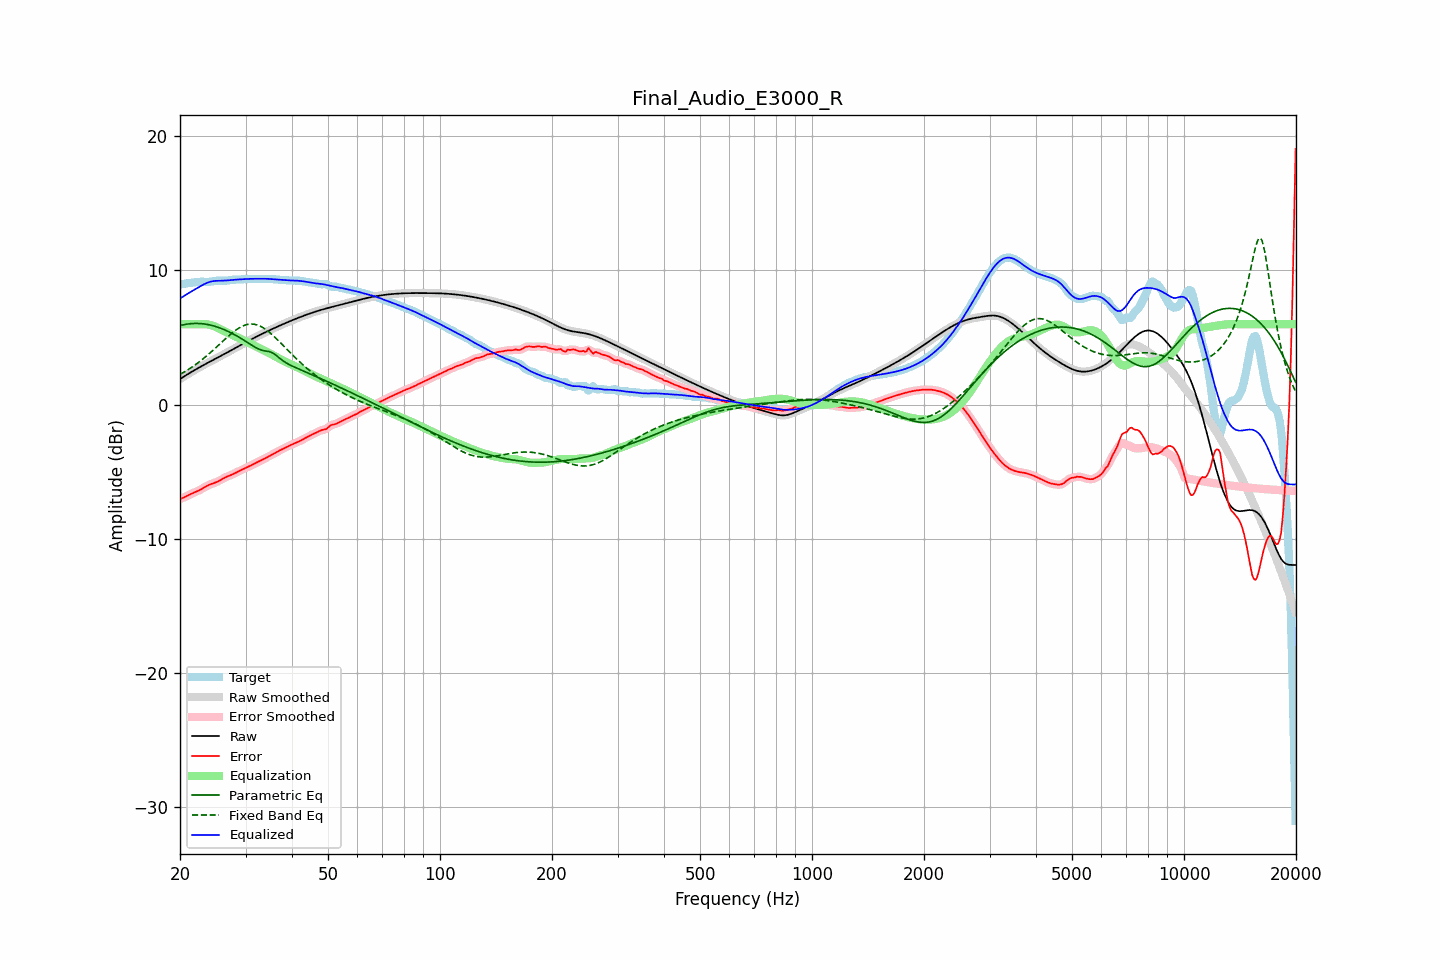 Final_Audio_E3000_R
Amplitude (dBr)
20
10
0
−10
−20
−30
Target
Raw Smoothed
Error Smoothed
Raw
Error
Equalization
Parametric Eq
Fixed Band Eq
Equalized
20 50 100 200 500 1000 2000 5000 10000 20000
Frequency (Hz)